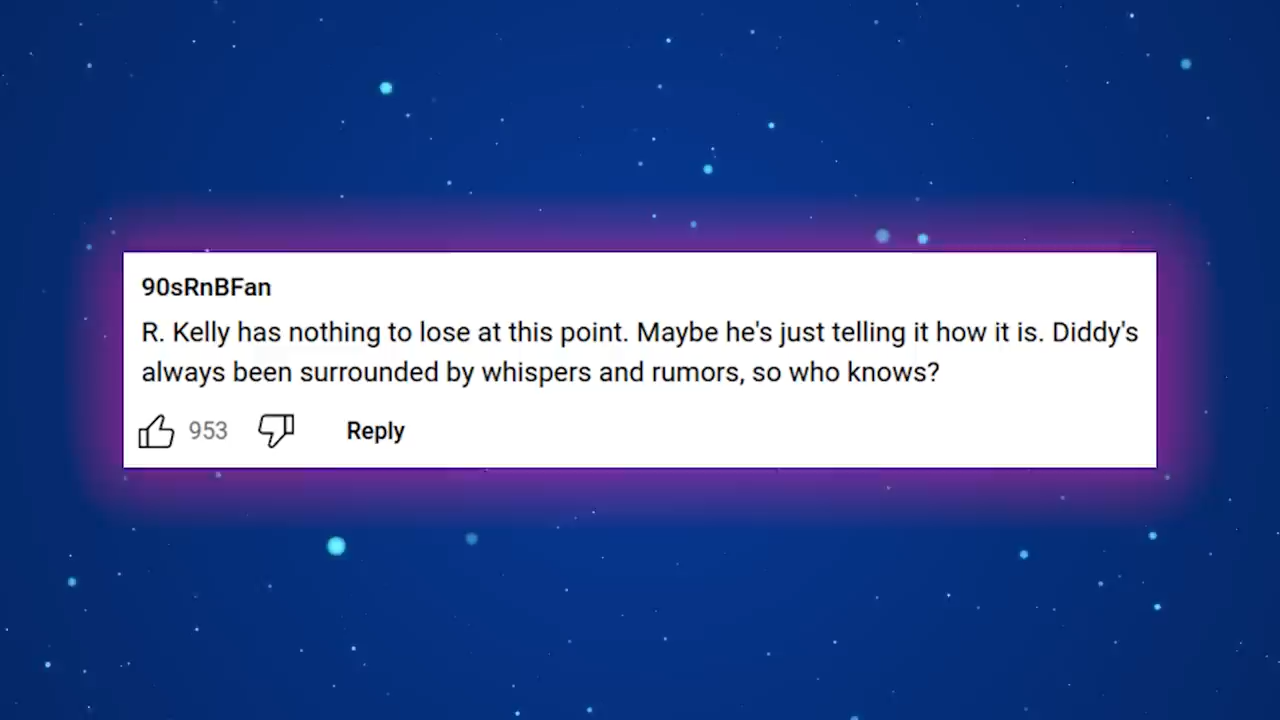 90sRnBFan
R. Kelly has nothing to lose at this point. Maybe he's just telling it how it is. Diddy's
always been surrounded by whispers and rumors, so who knows?
953 Reply